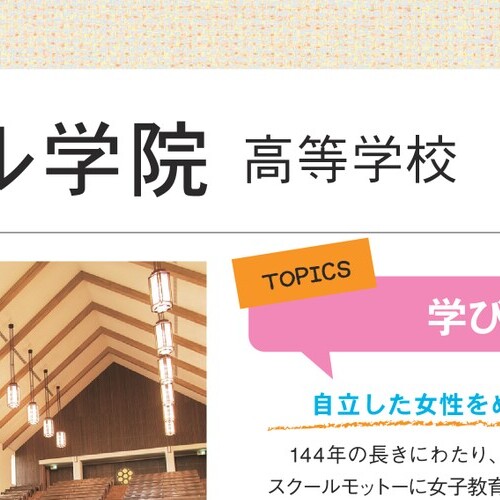 ル学院 高等学校
TOPICS
学び
自立した女性を
144年の長きにわたり、
スクールモットーに女子教育